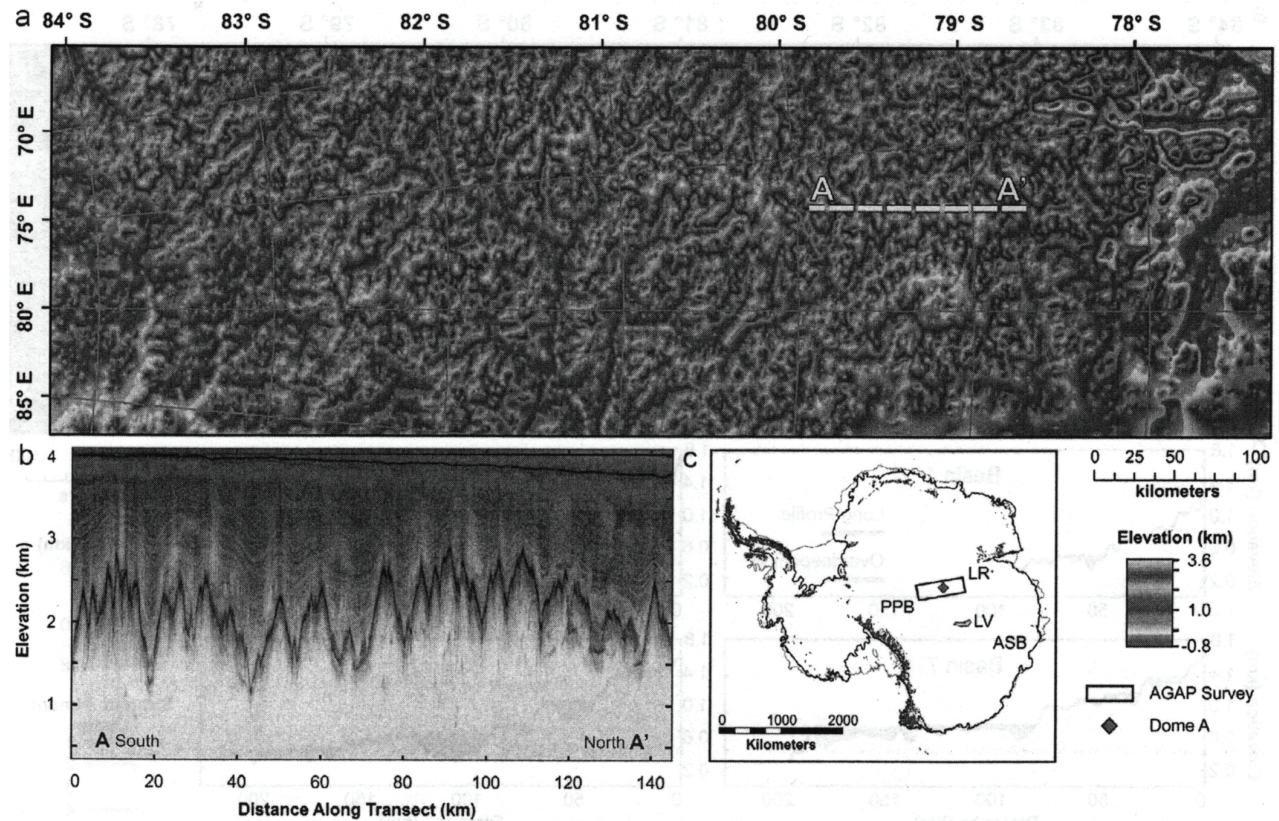 a
84° S 83° S 82° S 81° S 80° S 79° S 78° S
70° E
75° E
80° E
85° E
A A'
b
4
3
2
1
Elevation (km)
A South
North A'
0 20 40 60 80 100 120 140
Distance Along Transect (km)
c
LR
PPB
LV
ASB
0 1000 2000
Kilometers
0 25 50 100
kilometers
Elevation (km)
3.6
1.0
-0.8
AGAP Survey
Dome A